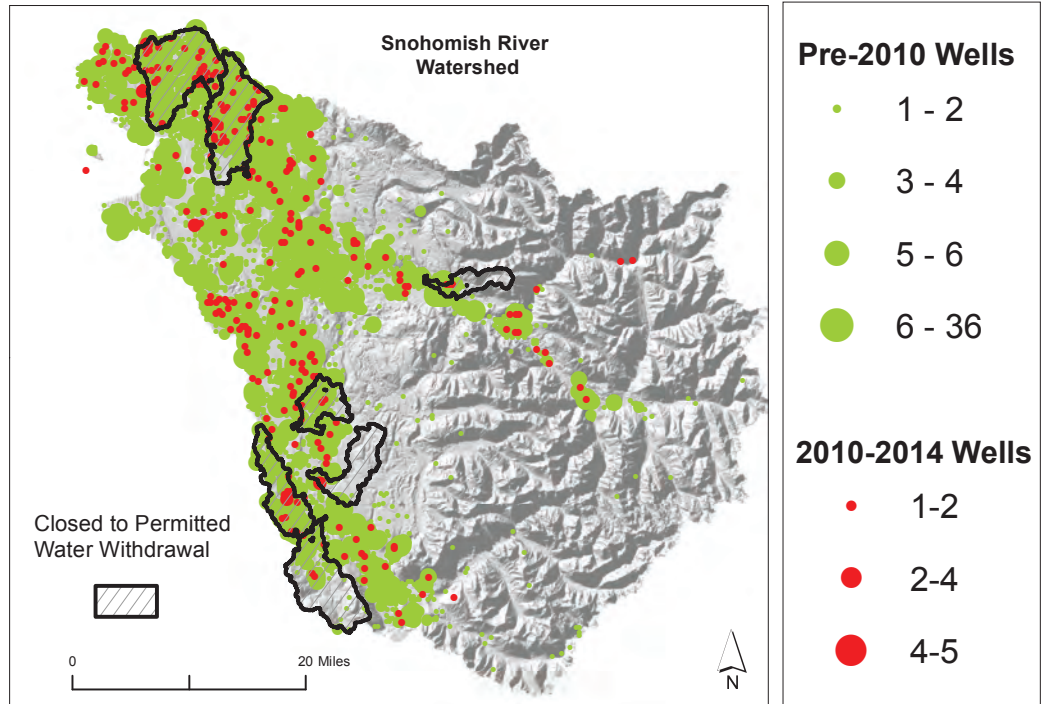 Snohomish River
Watershed
Closed to Permitted
Water Withdrawal
0
20 Miles
N
Pre-2010 Wells
1 - 2
3 - 4
5 - 6
6 - 36
2010-2014 Wells
1-2
2-4
4-5